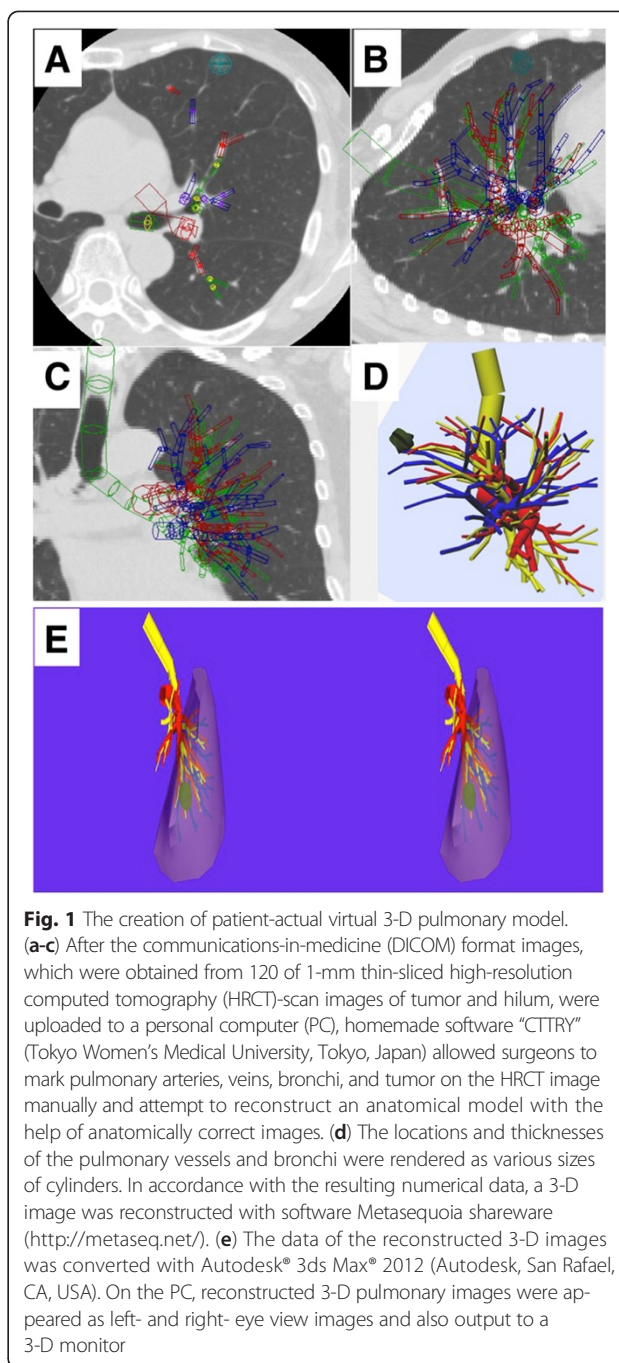 A
B
C
D
E
Fig. 1 The creation of patient-actual virtual 3-D pulmonary model.
(a-c) After the communications-in-medicine (DICOM) format images,
which were obtained from 120 of 1-mm thin-sliced high-resolution
computed tomography (HRCT)-scan images of tumor and hilum, were
uploaded to a personal computer (PC), homemade software “CTTRY”
(Tokyo Women’s Medical University, Tokyo, Japan) allowed surgeons to
mark pulmonary arteries, veins, bronchi, and tumor on the HRCT image
manually and attempt to reconstruct an anatomical model with the
help of anatomically correct images. (d) The locations and thicknesses
of the pulmonary vessels and bronchi were rendered as various sizes
of cylinders. In accordance with the resulting numerical data, a 3-D
image was reconstructed with software Metasequoia shareware
(http://metaseq.net/). (e) The data of the reconstructed 3-D images
was converted with Autodesk® 3ds Max® 2012 (Autodesk, San Rafael,
CA, USA). On the PC, reconstructed 3-D pulmonary images were ap-
peared as left- and right- eye view images and also output to a
3-D monitor